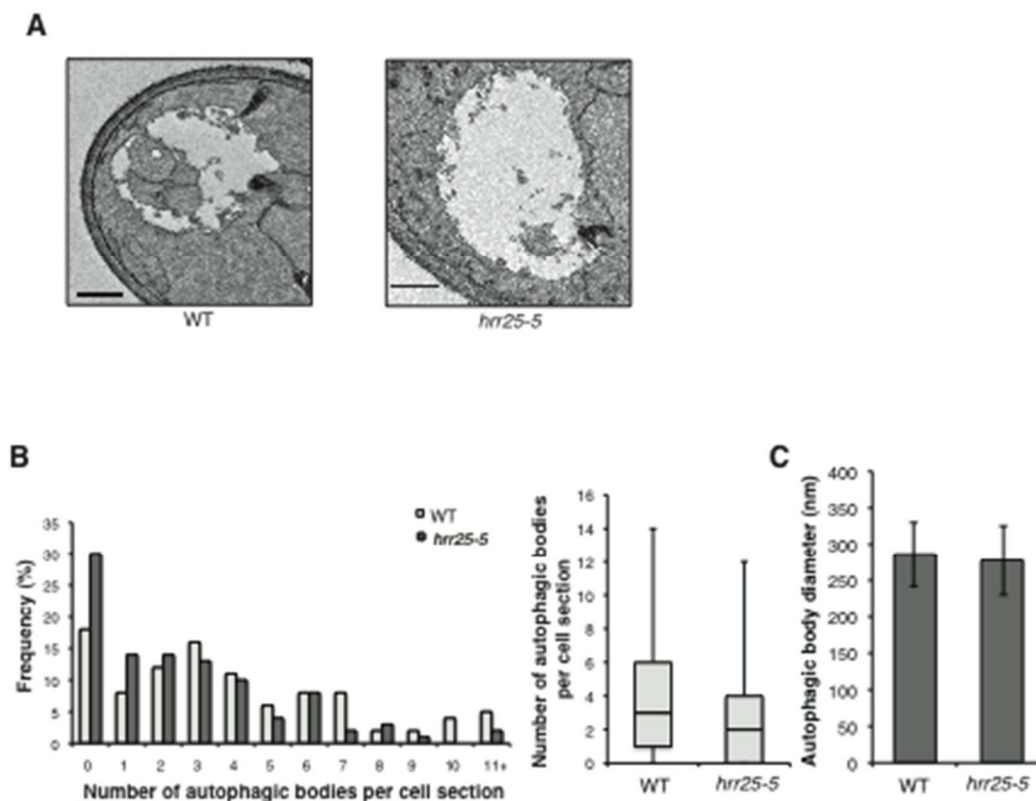 A
WT
hrr25-5
B
Frequency (%)
35
30
25
20
15
10
5
0
WT
hrr25-5
0 1 2 3 4 5 6 7 8 9 10 11+
Number of autophagic bodies per cell section
Number of autophagic bodies
per cell section
16
14
12
10
8
6
4
2
0
WT hrr25-5
C
Autophagic body diameter (nm)
400
350
300
250
200
150
100
50
0
WT hrr25-5